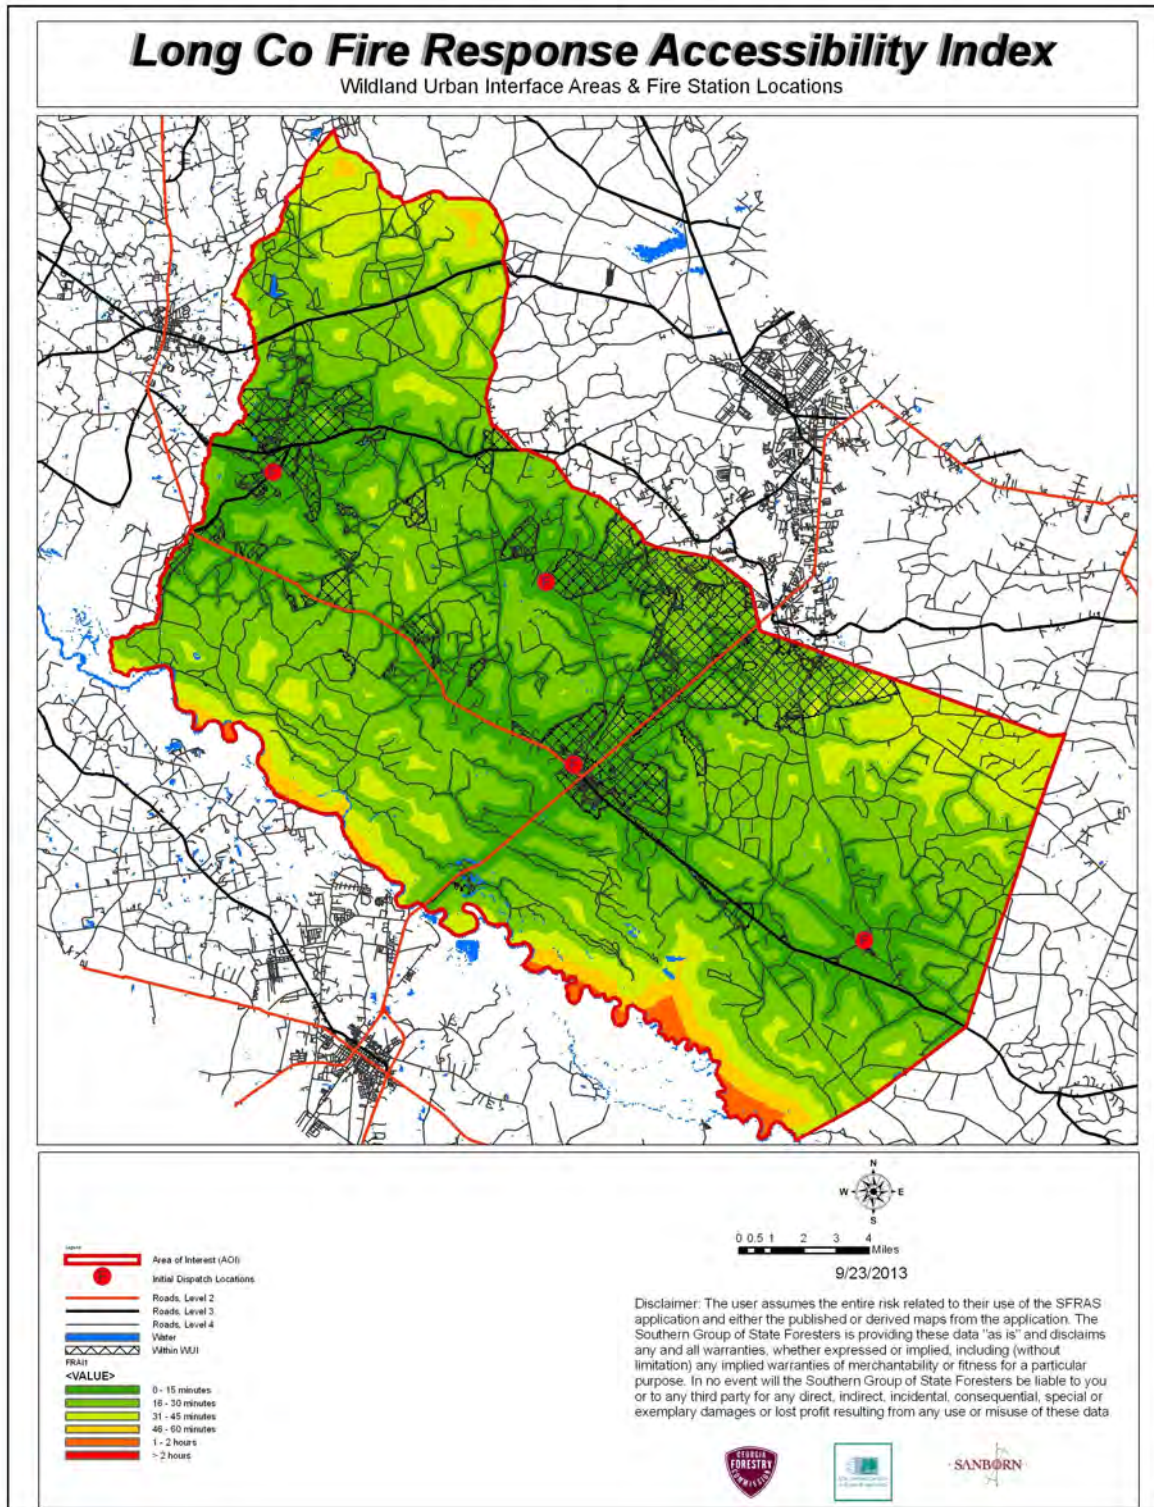 Long Co Fire Response Accessibility Index
Wildland Urban Interface Areas & Fire Station Locations
N
W E
S
0 0.5 1 2 3 4
Miles
9/23/2013
Legend
Area of Interest (AOI)
Initial Dispatch Locations
Roads, Level 2
Roads, Level 3
Roads, Level 4
Water
Within WUI
FRAI1
<VALUE>
0 - 15 minutes
16 - 30 minutes
31 - 45 minutes
46 - 60 minutes
1 - 2 hours
> 2 hours
Disclaimer: The user assumes the entire risk related to their use of the SFRAS
application and either the published or derived maps from the application. The
Southern Group of State Foresters is providing these data "as is" and disclaims
any and all warranties, whether expressed or implied, including (without
limitation) any implied warranties of merchantability or fitness for a particular
purpose. In no event will the Southern Group of State Foresters be liable to you
or to any third party for any direct, indirect, incidental, consequential, special or
exemplary damages or lost profit resulting from any use or misuse of these data
GEORGIA
FORESTRY
COMMISSION
SANBORN